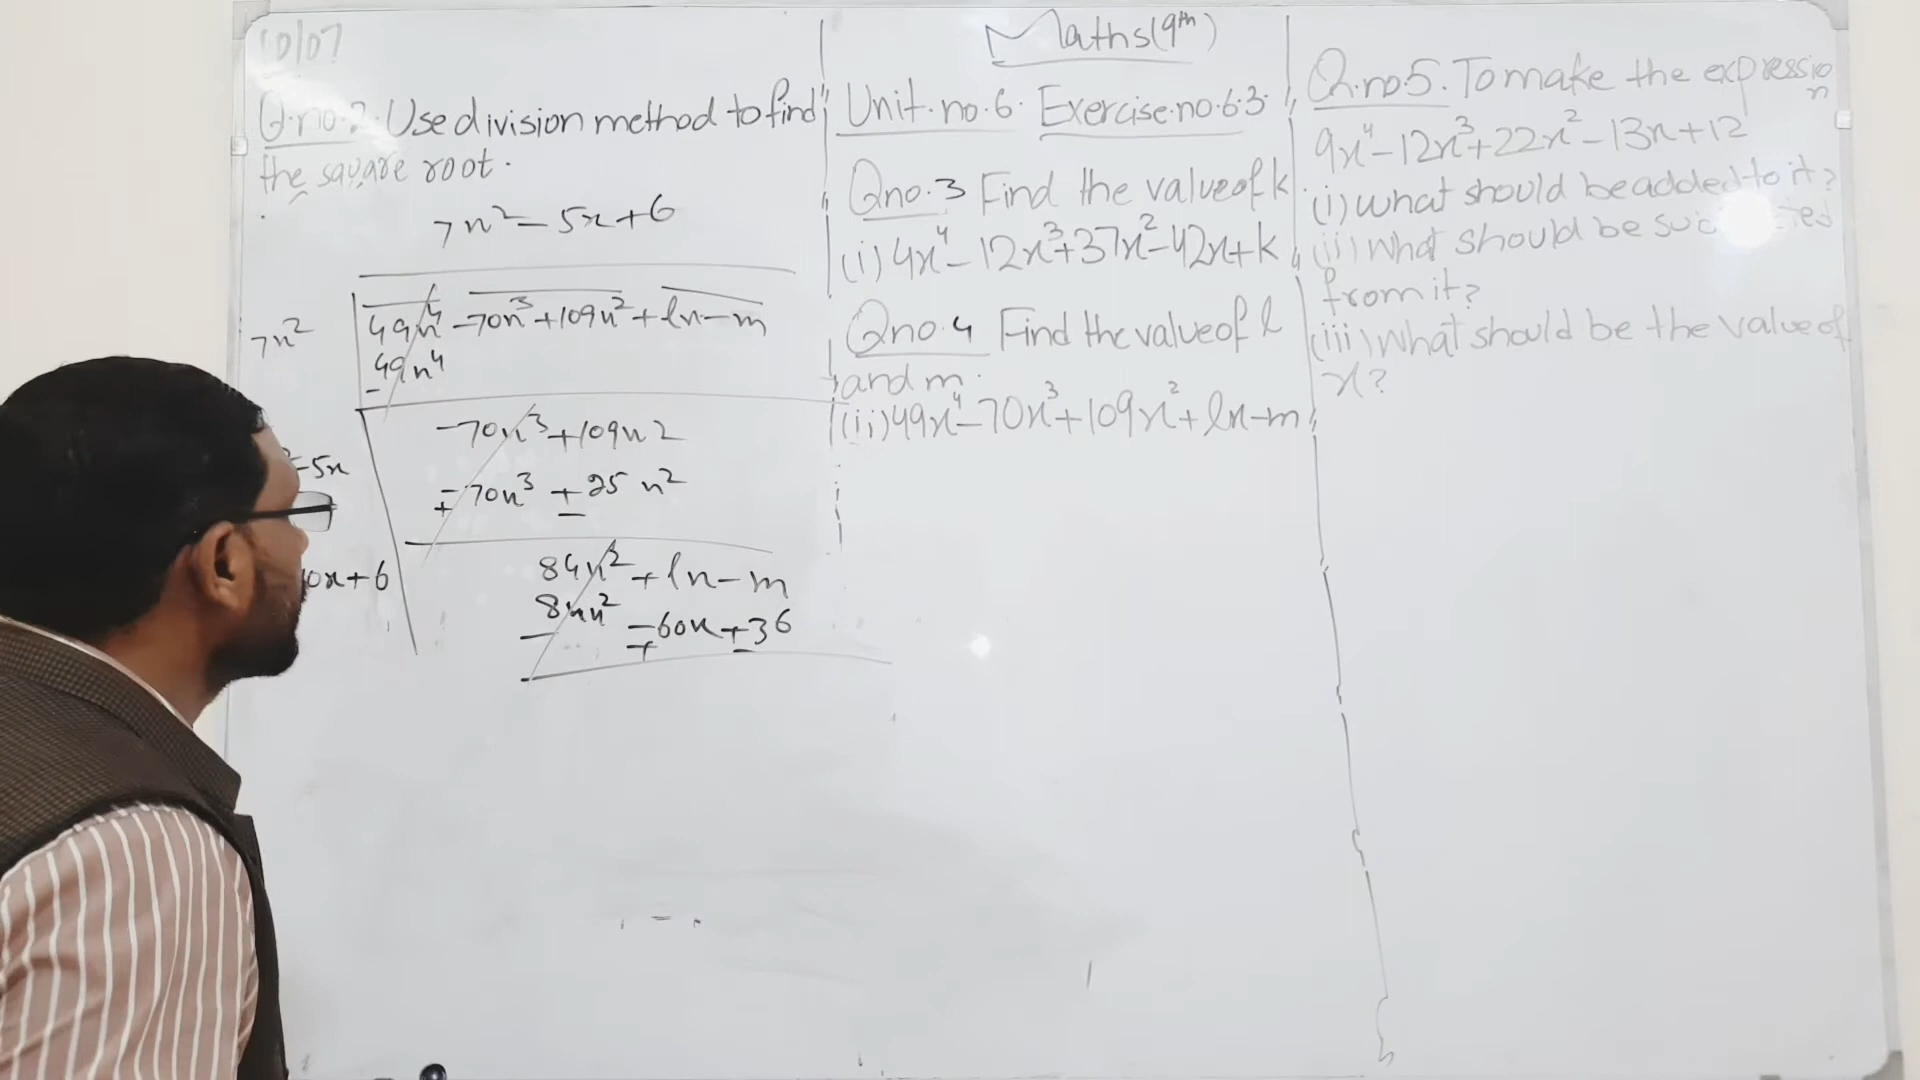 10/07
Q.no.2. Use division method to find
the square root.
7x² - 5x + 6
7x²
49x⁴ - 70x³ + 109x² + lx - m
- 49x⁴
-70x³ + 109x2
-5x
∓70x³ ± 25x²
84x² + lx - m
0x+6
- 84x² ∓ 60x ± 36
Maths(9th)
Unit.no.6. Exercise.no.6.3.
Qno.3 Find the value of k.
(i) 4x⁴ - 12x³ + 37x² - 42x + k
Qno.4 Find the value of l
and m.
(ii) 49x⁴ - 70x³ + 109x² + lx - m
Q.no.5. To make the expression
9x⁴ - 12x³ + 22x² - 13x + 12
(i) what should be added to it?
(ii) What should be
from it?
(iii) What should be the value of
x?